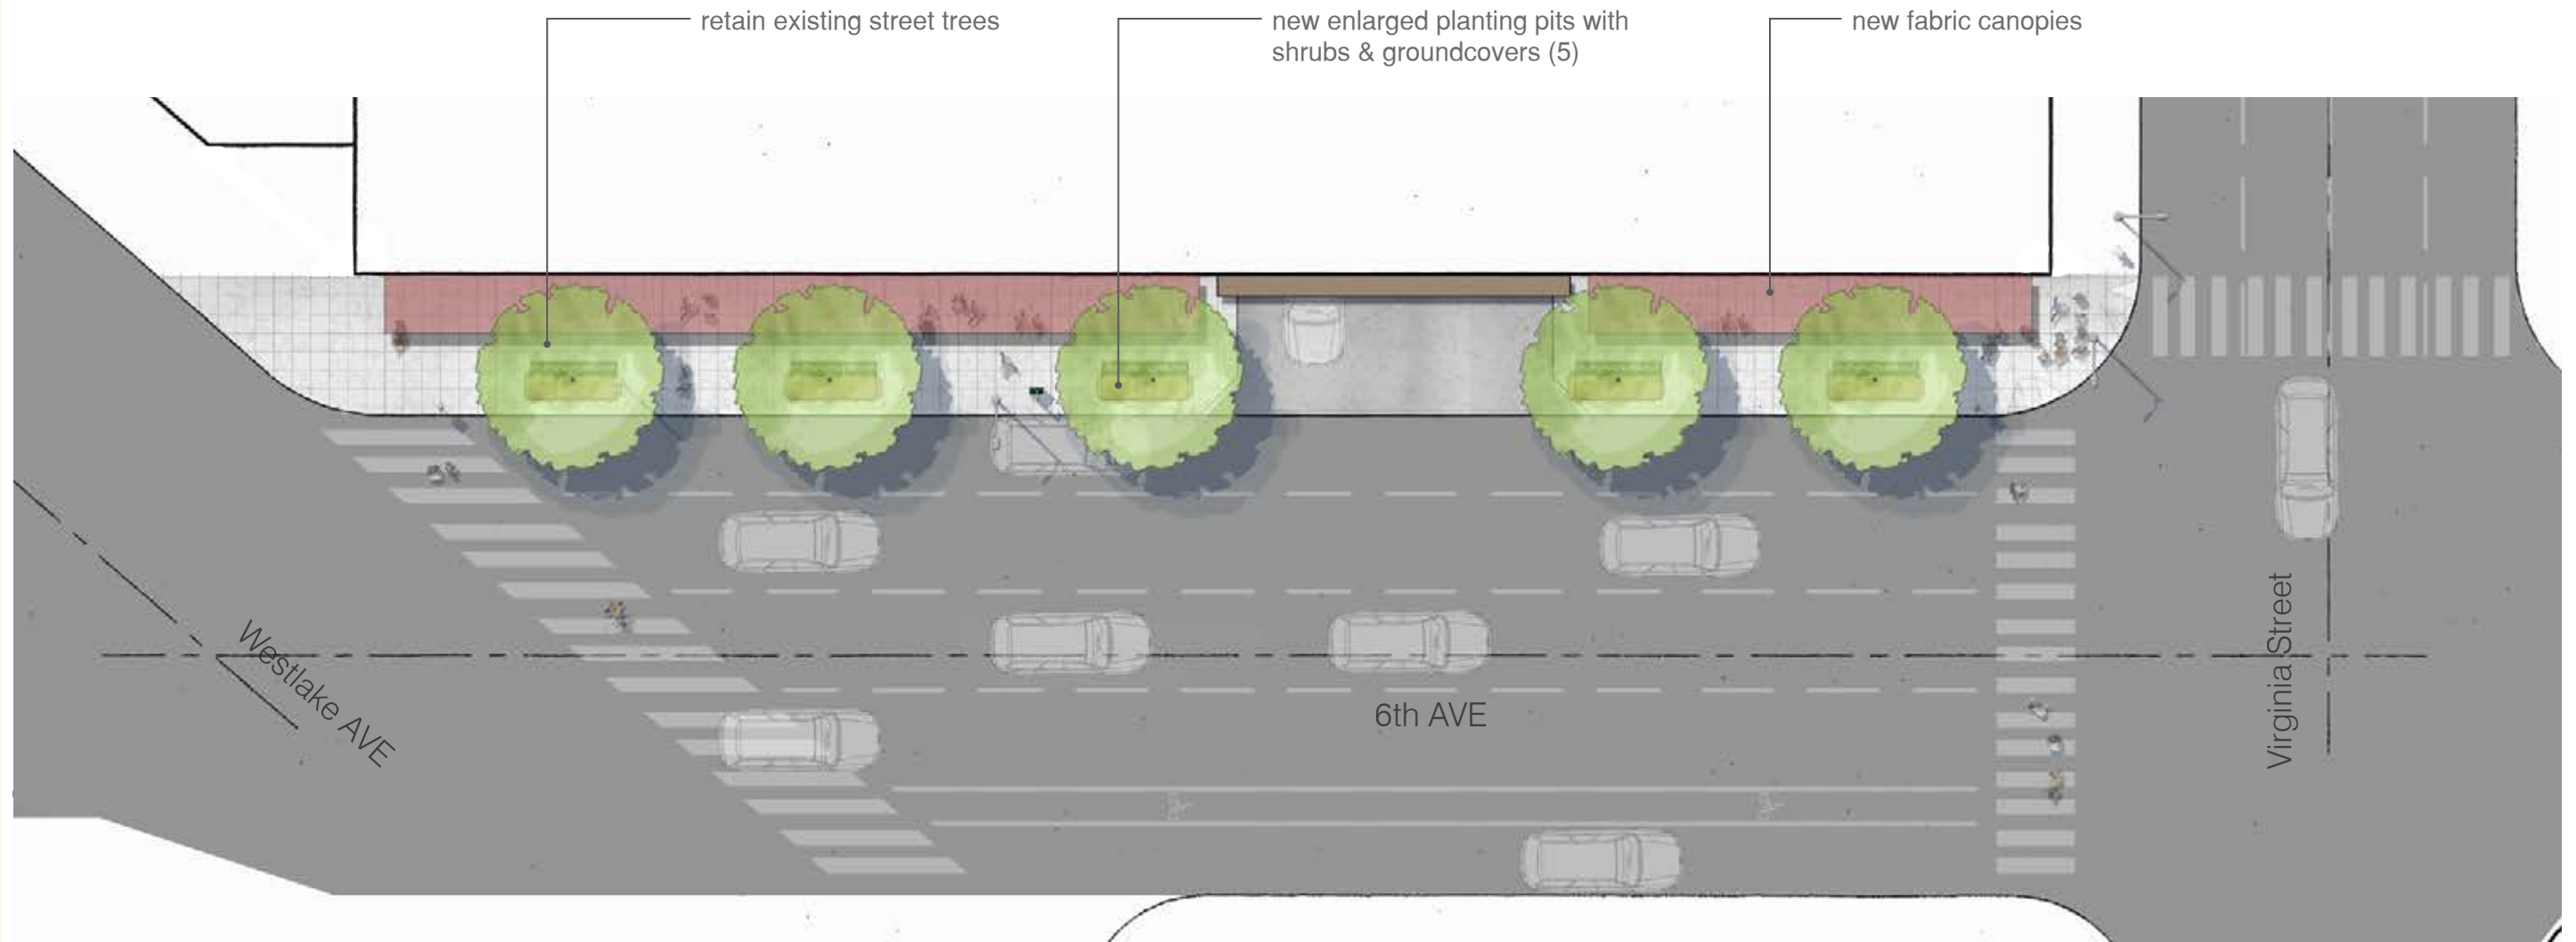 retain existing street trees
new enlarged planting pits with
shrubs & groundcovers (5)
new fabric canopies
Westlake AVE
6th AVE
Virginia Street